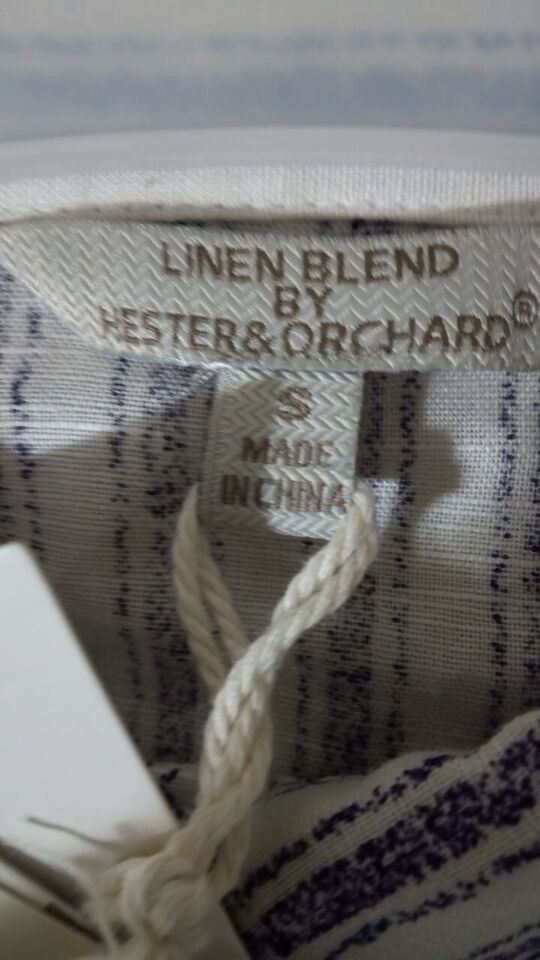 LINEN BLEND
BY
HESTER&ORCHARD®
S
MADE
IN CHINA